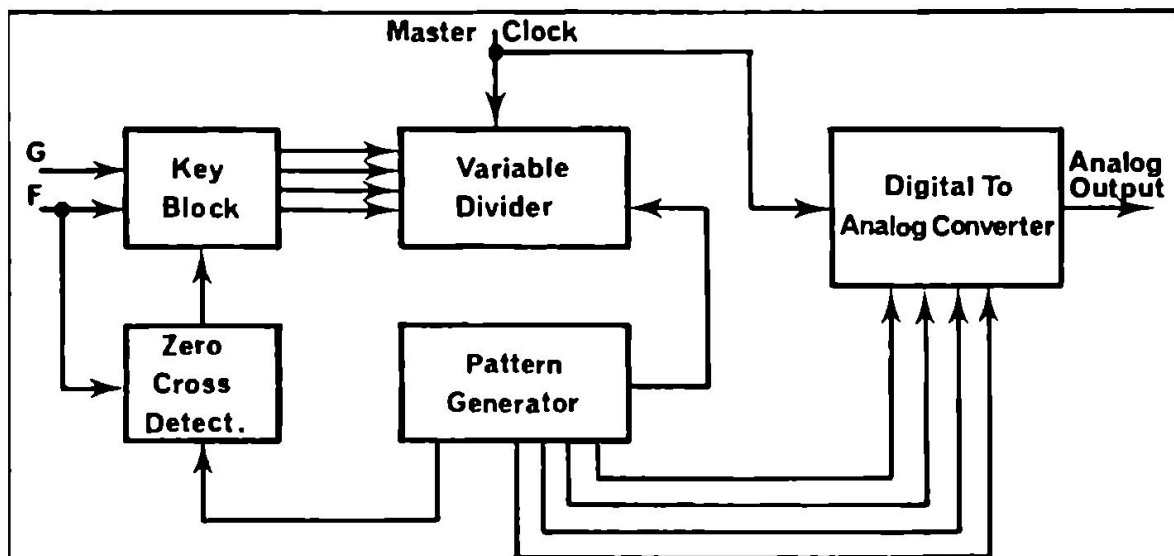 Master Clock
G
F
Key
Block
Variable
Divider
Digital To
Analog Converter
Analog
Output
Zero
Cross
Detect.
Pattern
Generator